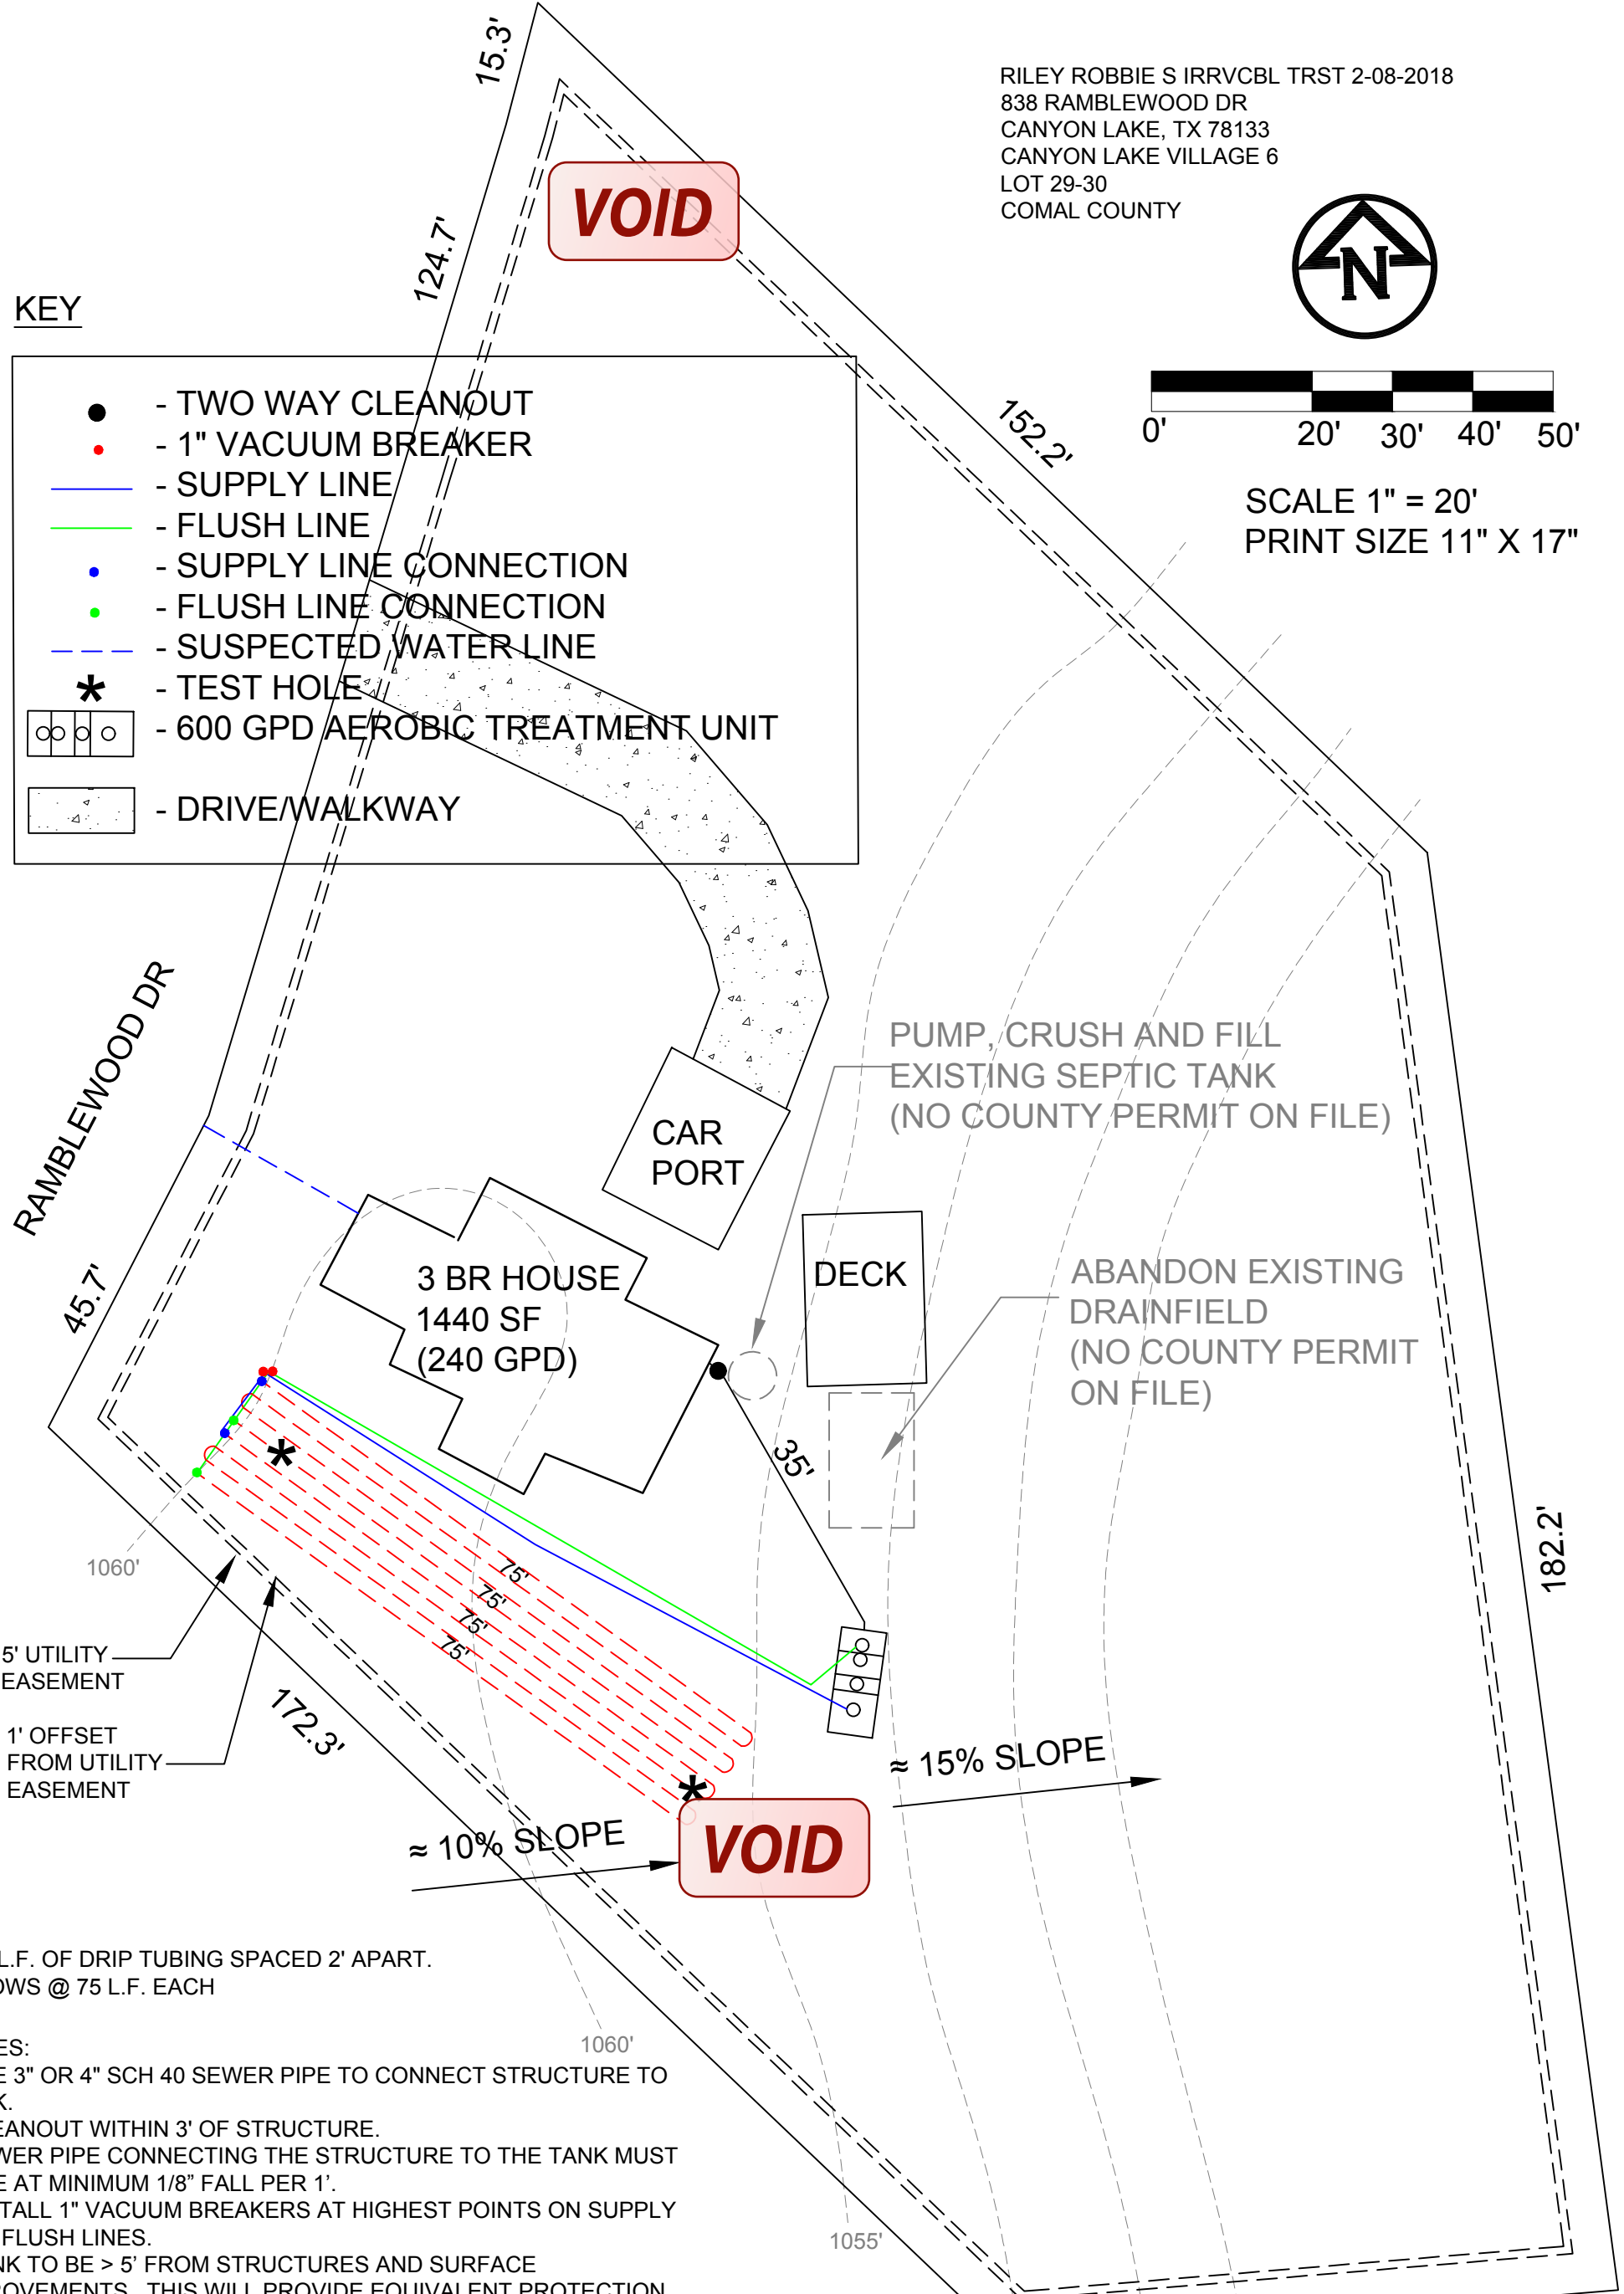 15.3'
RILEY ROBBIE S IRRVCBL TRST 2-08-2018
838 RAMBLEWOOD DR
CANYON LAKE, TX 78133
CANYON LAKE VILLAGE 6
LOT 29-30
COMAL COUNTY
VOID
124.7'
N
KEY
- TWO WAY CLEANOUT
- 1" VACUUM BREAKER
- SUPPLY LINE
- FLUSH LINE
- SUPPLY LINE CONNECTION
- FLUSH LINE CONNECTION
- SUSPECTED WATER LINE
* - TEST HOLE
- 600 GPD AEROBIC TREATMENT UNIT
- DRIVE/WALKWAY
152.2'
0' 20' 30' 40' 50'
SCALE 1" = 20'
PRINT SIZE 11" X 17"
RAMBLEWOOD DR
PUMP, CRUSH AND FILL
EXISTING SEPTIC TANK
(NO COUNTY PERMIT ON FILE)
CAR
PORT
45.7'
3 BR HOUSE
1440 SF
(240 GPD)
DECK
ABANDON EXISTING
DRAINFIELD
(NO COUNTY PERMIT
ON FILE)
*
35'
182.2'
1060'
75'
75'
75'
75'
5' UTILITY
EASEMENT
172.3'
1' OFFSET
FROM UTILITY
EASEMENT
*
≈ 15% SLOPE
≈ 10% SLOPE
VOID
L.F. OF DRIP TUBING SPACED 2' APART.
OWS @ 75 L.F. EACH
1060'
ES:
E 3" OR 4" SCH 40 SEWER PIPE TO CONNECT STRUCTURE TO
K.
EANOUT WITHIN 3' OF STRUCTURE.
WER PIPE CONNECTING THE STRUCTURE TO THE TANK MUST
E AT MINIMUM 1/8” FALL PER 1’.
TALL 1" VACUUM BREAKERS AT HIGHEST POINTS ON SUPPLY
FLUSH LINES.
1055'
NK TO BE > 5’ FROM STRUCTURES AND SURFACE
ROVEMENTS. THIS WILL PROVIDE EQUIVALENT PROTECTION